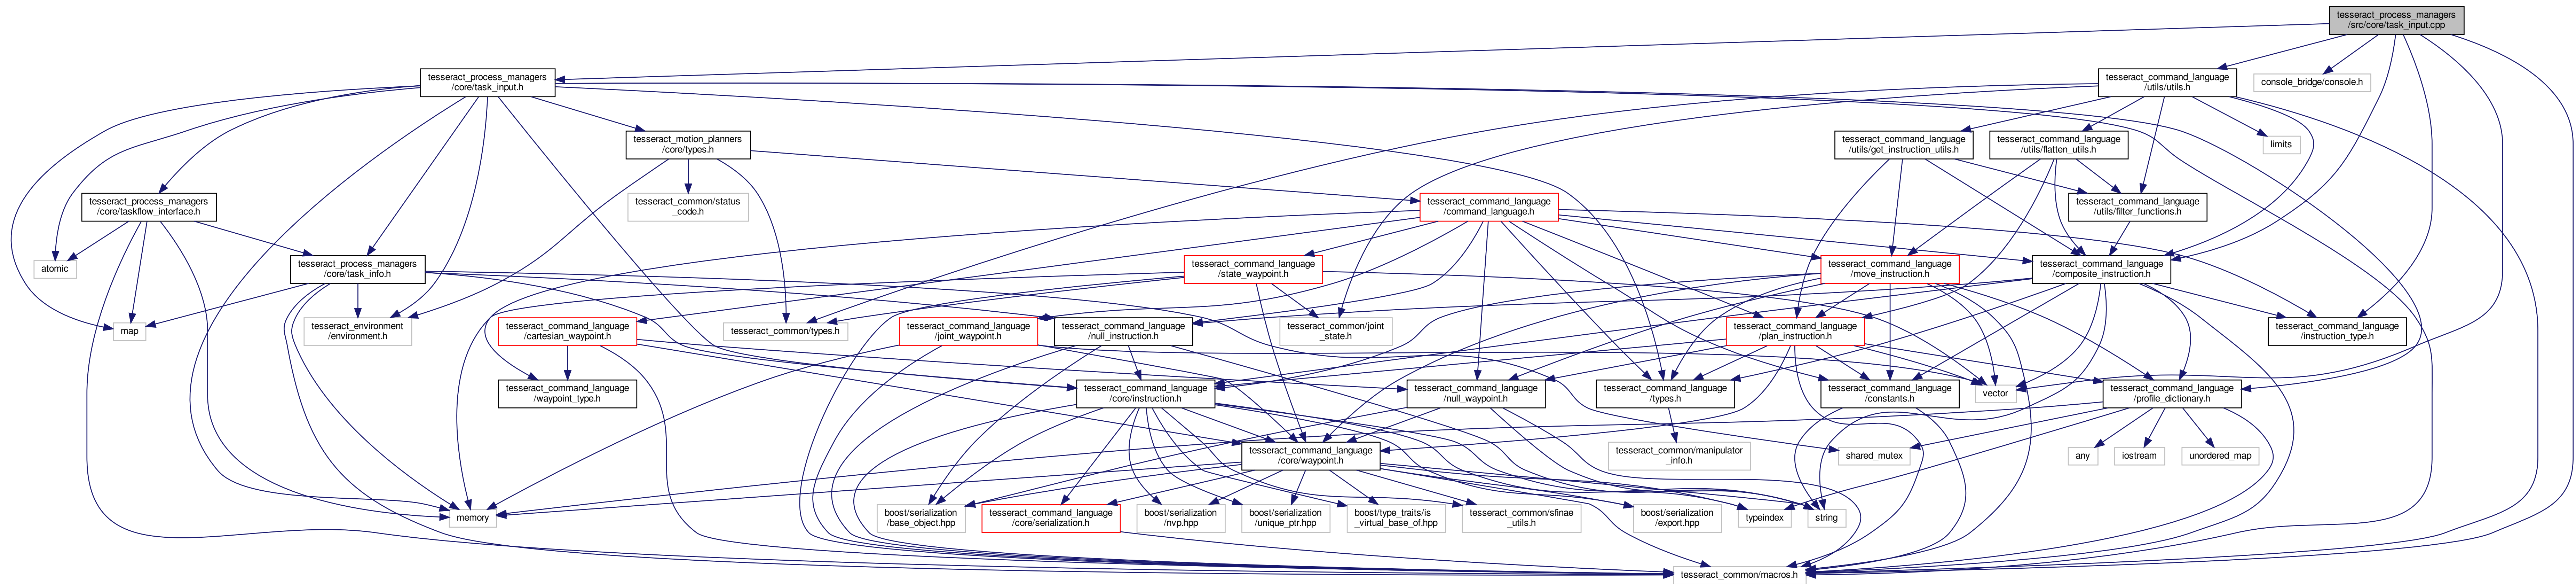 tesseract_process_managers
/src/core/task_input.cpp
tesseract_process_managers
/core/task_input.h
tesseract_command_language
/utils/utils.h
console_bridge/console.h
tesseract_motion_planners
/core/types.h
tesseract_command_language
/utils/get_instruction_utils.h
tesseract_command_language
/utils/flatten_utils.h
limits
tesseract_process_managers
/core/taskflow_interface.h
tesseract_common/status
_code.h
tesseract_command_language
/command_language.h
tesseract_command_language
/utils/filter_functions.h
atomic
tesseract_process_managers
/core/task_info.h
tesseract_command_language
/state_waypoint.h
tesseract_command_language
/move_instruction.h
tesseract_command_language
/composite_instruction.h
map
tesseract_environment
/environment.h
tesseract_command_language
/cartesian_waypoint.h
tesseract_common/types.h
tesseract_command_language
/joint_waypoint.h
tesseract_command_language
/null_instruction.h
tesseract_common/joint
_state.h
tesseract_command_language
/plan_instruction.h
tesseract_command_language
/instruction_type.h
tesseract_command_language
/waypoint_type.h
tesseract_command_language
/core/instruction.h
tesseract_command_language
/null_waypoint.h
tesseract_command_language
/types.h
tesseract_command_language
/constants.h
vector
tesseract_command_language
/profile_dictionary.h
tesseract_command_language
/core/waypoint.h
tesseract_common/manipulator
_info.h
shared_mutex
any
iostream
unordered_map
memory
boost/serialization
/base_object.hpp
tesseract_command_language
/core/serialization.h
boost/serialization
/nvp.hpp
boost/serialization
/unique_ptr.hpp
boost/type_traits/is
_virtual_base_of.hpp
tesseract_common/sfinae
_utils.h
boost/serialization
/export.hpp
typeindex
string
tesseract_common/macros.h